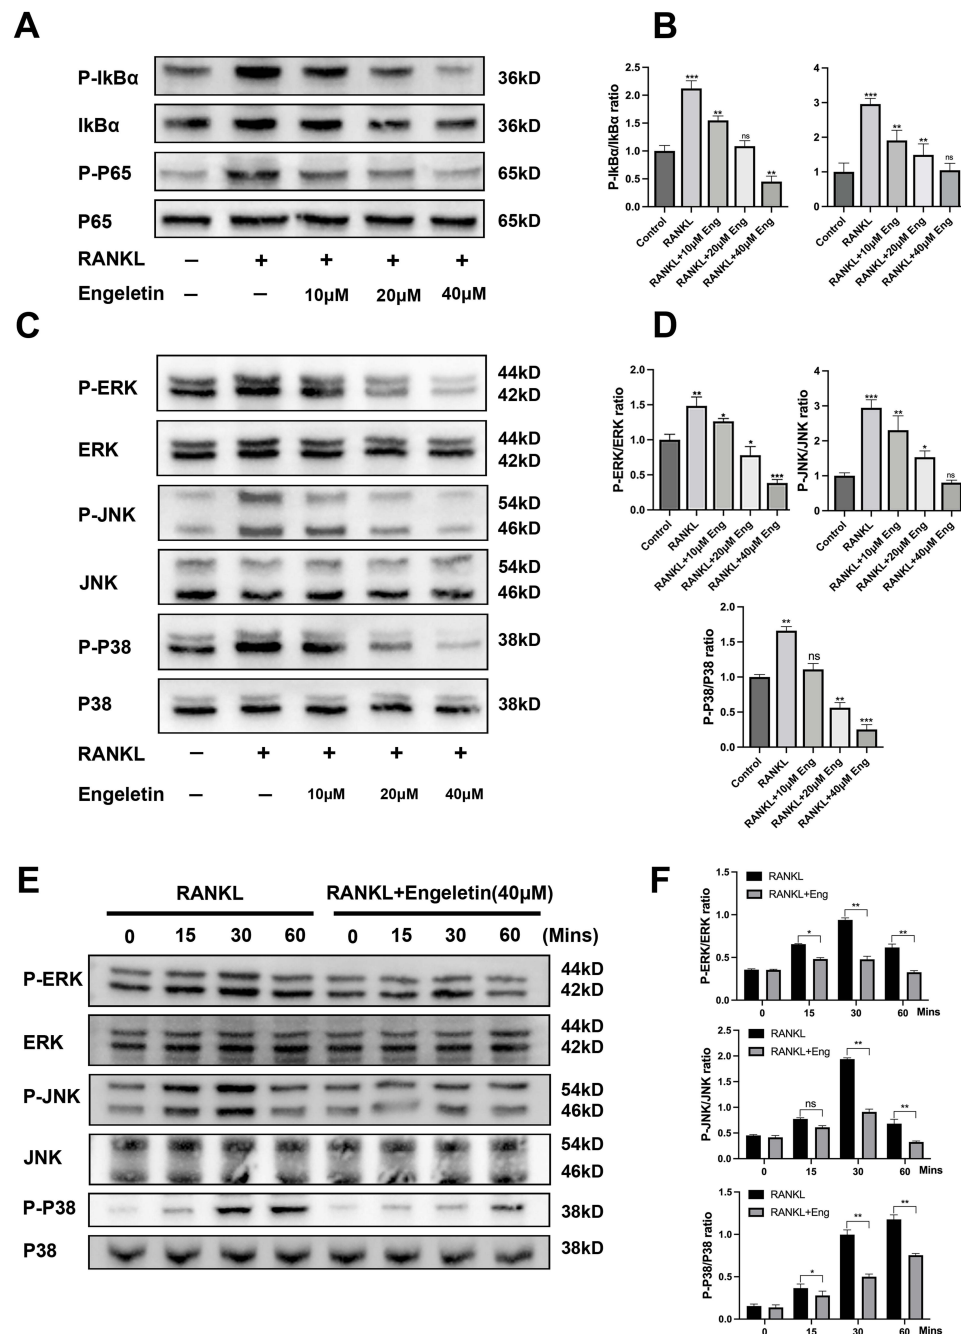 A
P-IkBα
36kD
IkBα
36kD
P-P65
65kD
P65
65kD
RANKL – + + + +
Engeletin – – 10μM 20μM 40μM
B
P-IkBα/IkBα ratio
2.5
2.0
1.5
1.0
0.5
0.0
***
**
ns
**
Control
RANKL
RANKL+10μM Eng
RANKL+20μM Eng
RANKL+40μM Eng
4
3
2
1
0
***
**
**
ns
Control
RANKL
RANKL+10μM Eng
RANKL+20μM Eng
RANKL+40μM Eng
C
P-ERK
44kD
42kD
ERK
44kD
42kD
P-JNK
54kD
46kD
JNK
54kD
46kD
P-P38
38kD
P38
38kD
RANKL – + + + +
Engeletin – – 10μM 20μM 40μM
D
P-ERK/ERK ratio
2.0
1.5
1.0
0.5
0.0
**
*
*
***
Control
RANKL
RANKL+10μM Eng
RANKL+20μM Eng
RANKL+40μM Eng
P-JNK/JNK ratio
4
3
2
1
0
***
**
*
ns
Control
RANKL
RANKL+10μM Eng
RANKL+20μM Eng
RANKL+40μM Eng
P-P38/P38 ratio
2.0
1.5
1.0
0.5
0.0
**
ns
**
***
Control
RANKL
RANKL+10μM Eng
RANKL+20μM Eng
RANKL+40μM Eng
E
RANKL RANKL+Engeletin(40μM)
0 15 30 60 0 15 30 60 (Mins)
P-ERK
44kD
42kD
ERK
44kD
42kD
P-JNK
54kD
46kD
JNK
54kD
46kD
P-P38
38kD
P38
38kD
F
P-ERK/ERK ratio
1.5
1.0
0.5
0.0
RANKL
RANKL+Eng
*
**
**
0 15 30 60 Mins
P-JNK/JNK ratio
2.5
2.0
1.5
1.0
0.5
0.0
RANKL
RANKL+Eng
ns
**
**
0 15 30 60 Mins
P-P38/P38 ratio
1.5
1.0
0.5
0.0
RANKL
RANKL+Eng
*
**
**
0 15 30 60 Mins